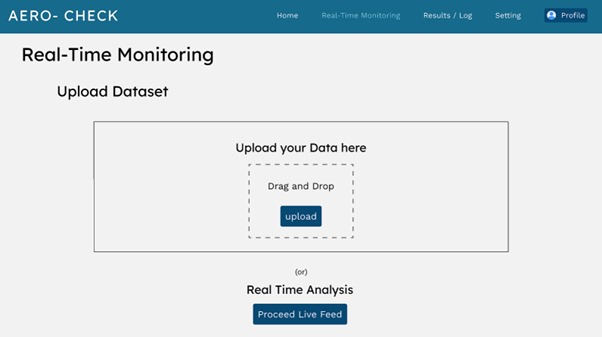 AERO- CHECK
Home Real-Time Monitoring Results / Log Setting Profile
Real-Time Monitoring
Upload Dataset
Upload your Data here
Drag and Drop
upload
(or)
Real Time Analysis
Proceed Live Feed